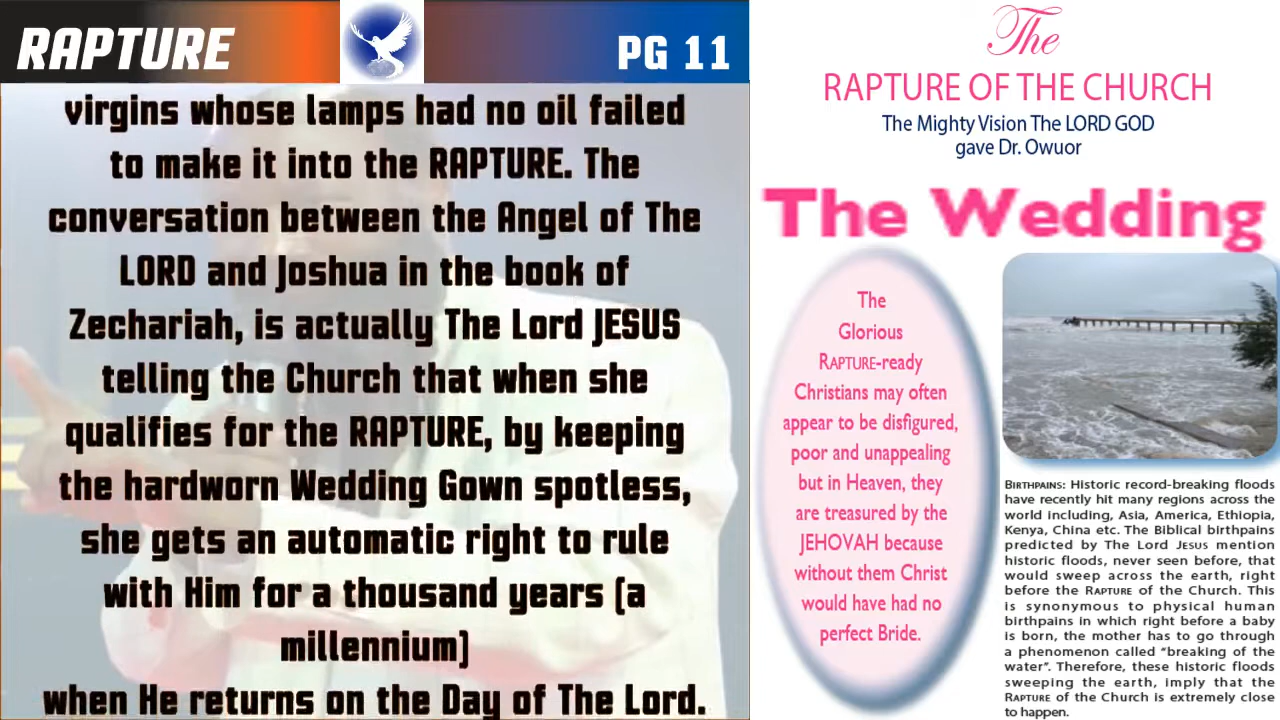 RAPTURE
PG 11
virgins whose lamps had no oil failed
to make it into the RAPTURE. The
conversation between the Angel of The
LORD and Joshua in the book of
Zechariah, is actually The Lord JESUS
telling the Church that when she
qualifies for the RAPTURE, by keeping
the hardworn Wedding Gown spotless,
she gets an automatic right to rule
with Him for a thousand years (a
millennium)
when He returns on the Day of The Lord.
The
RAPTURE OF THE CHURCH
The Mighty Vision The LORD GOD
gave Dr. Owuor
The Wedding
The
Glorious
RAPTURE-ready
Christians may often
appear to be disfigured,
poor and unappealing
but in Heaven, they
are treasured by the
JEHOVAH because
without them Christ
would have had no
perfect Bride.
BIRTHPAINS: Historic record-breaking floods
have recently hit many regions across the
world including, Asia, America, Ethiopia,
Kenya, China etc. The Biblical birthpains
predicted by The Lord JESUS mention
historic floods, never seen before, that
would sweep across the earth, right
before the RAPTURE of the Church. This
is synonymous to physical human
birthpains in which right before a baby
is born, the mother has to go through
a phenomenon called "breaking of the
water". Therefore, these historic floods
sweeping the earth, imply that the
RAPTURE of the Church is extremely close
to happen.